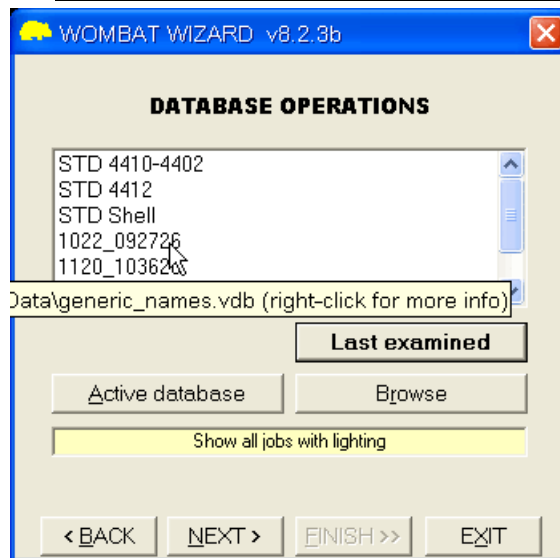 WOMBAT WIZARD v8.2.3b
DATABASE OPERATIONS
STD 4410-4402
STD 4412
STD Shell
1022_092726
Data\generic_names.vdb (right-click for more info)
Last examined
Active database
Browse
Show all jobs with lighting
< BACK
NEXT >
FINISH >>
EXIT